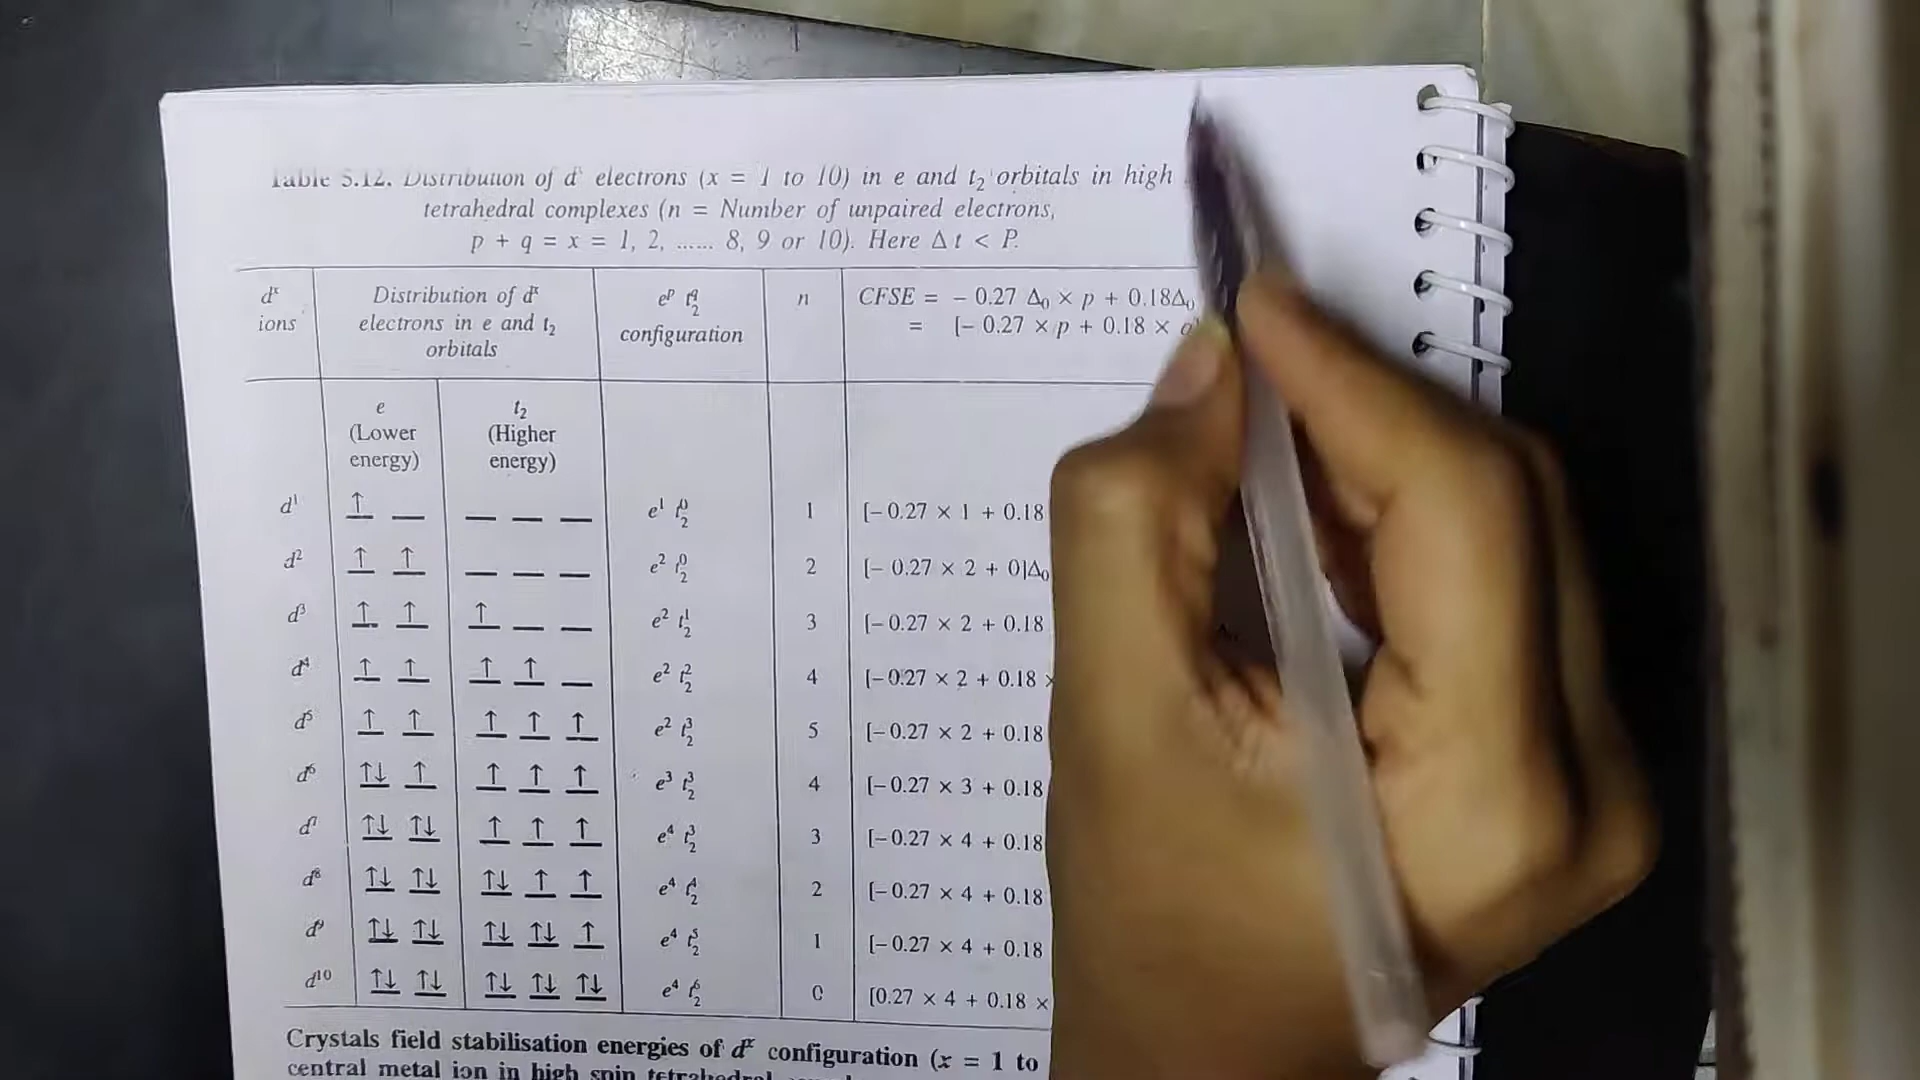 Table 5.12. Distribution of dˣ electrons (x = 1 to 10) in e and t₂ orbitals in high
tetrahedral complexes (n = Number of unpaired electrons,
p + q = x = 1, 2, ...... 8, 9 or 10). Here Δt < P.
dˣ ions
Distribution of dˣ electrons in e and t₂ orbitals
eᵖ t₂^q configuration
n
CFSE = – 0.27 Δ₀ × p + 0.18Δ₀
= [– 0.27 × p + 0.18 × q]
e (Lower energy)
t₂ (Higher energy)
d¹ ↑ _ _ _ _ e¹ t₂⁰ 1 [– 0.27 × 1 + 0.18
d² ↑ ↑ _ _ _ e² t₂⁰ 2 [– 0.27 × 2 + 0]Δ₀
d³ ↑ ↑ ↑ _ _ e² t₂¹ 3 [– 0.27 × 2 + 0.18
d⁴ ↑ ↑ ↑ ↑ _ e² t₂² 4 [– 0.27 × 2 + 0.18 ×
d⁵ ↑ ↑ ↑ ↑ ↑ e² t₂³ 5 [– 0.27 × 2 + 0.18
d⁶ ↑↓ ↑ ↑ ↑ ↑ e³ t₂³ 4 [– 0.27 × 3 + 0.18
d⁷ ↑↓ ↑↓ ↑ ↑ ↑ e⁴ t₂³ 3 [– 0.27 × 4 + 0.18
d⁸ ↑↓ ↑↓ ↑↓ ↑ ↑ e⁴ t₂⁴ 2 [– 0.27 × 4 + 0.18
d⁹ ↑↓ ↑↓ ↑↓ ↑↓ ↑ e⁴ t₂⁵ 1 [– 0.27 × 4 + 0.18
d¹⁰ ↑↓ ↑↓ ↑↓ ↑↓ ↑↓ e⁴ t₂⁶ 0 [0.27 × 4 + 0.18 ×
Crystals field stabilisation energies of dˣ configuration (x = 1 to
central metal ion in high spin tetrahedral